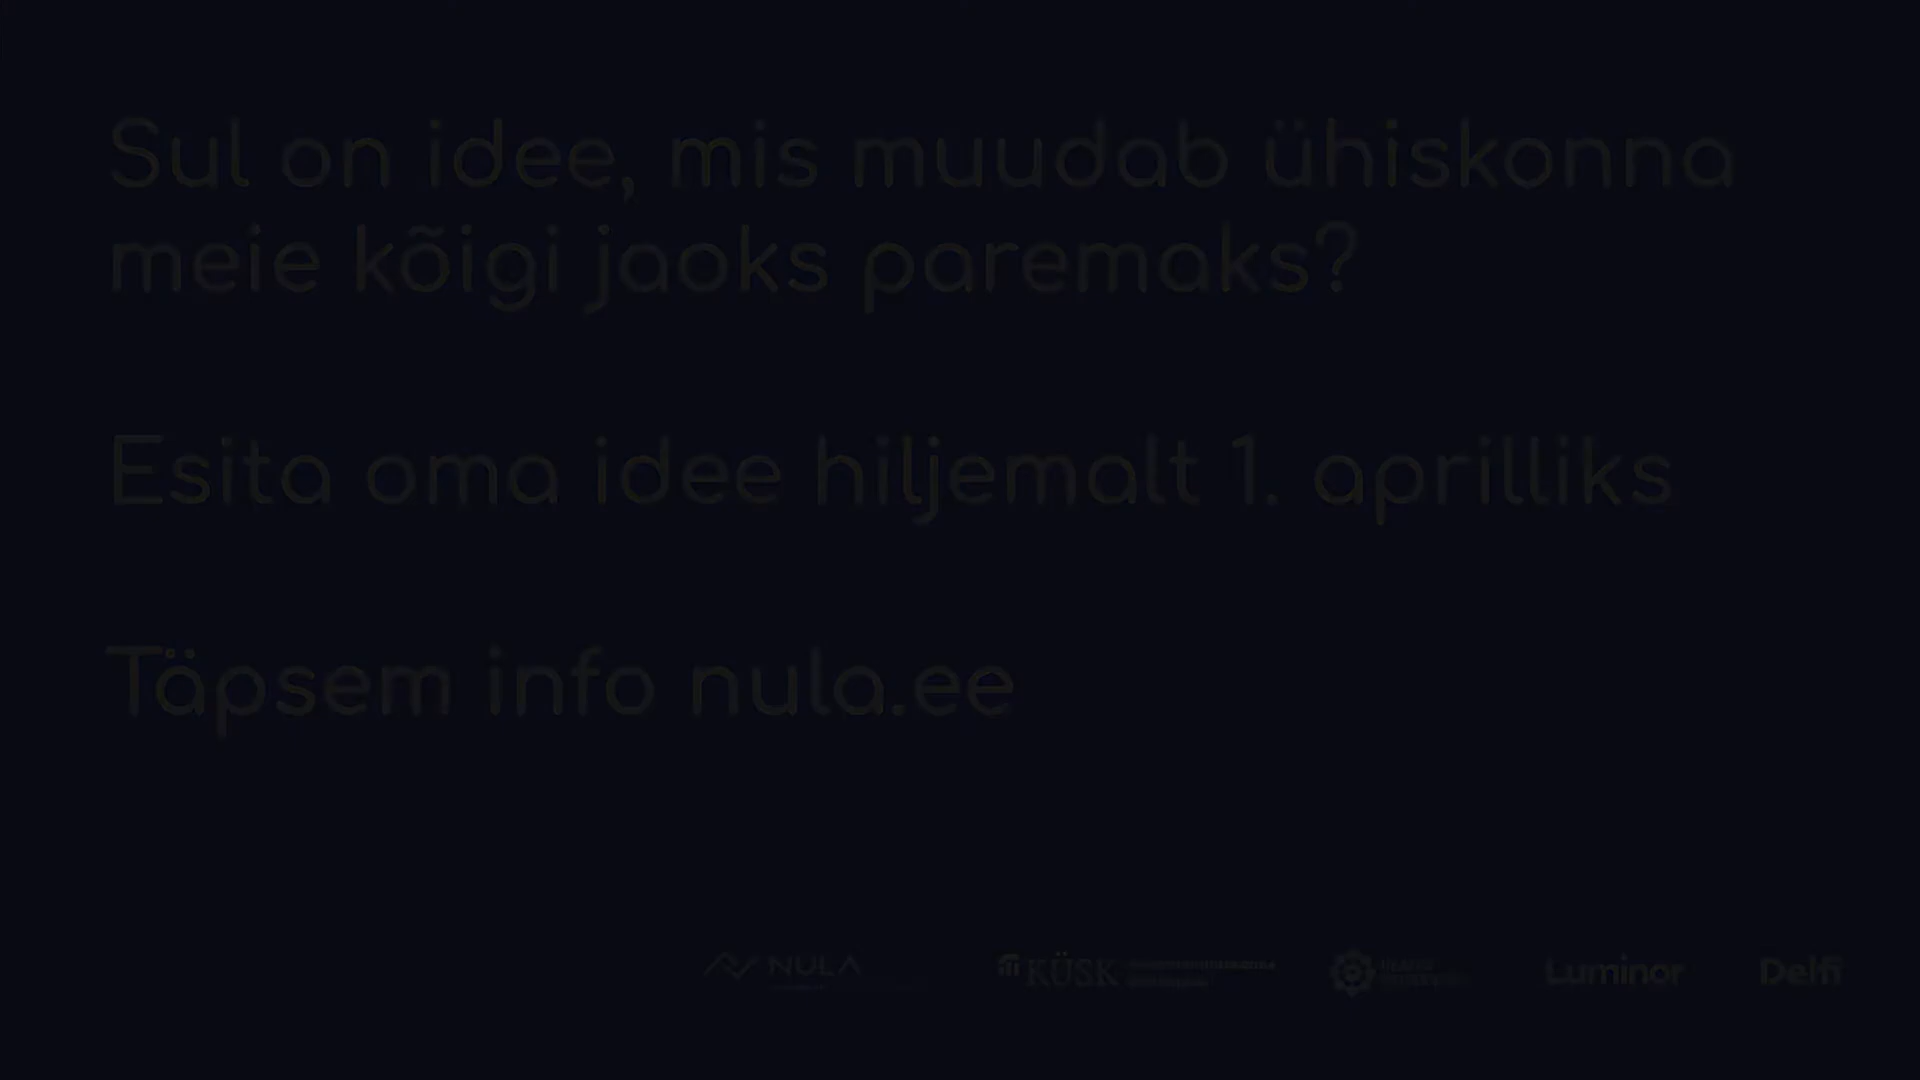 Sul on idee, mis muudab ühiskonna
meie kõigi jaoks paremaks?
Esita oma idee hiljemalt 1. aprilliks
Täpsem info nula.ee
NULA KÜSK Luminor Delfi